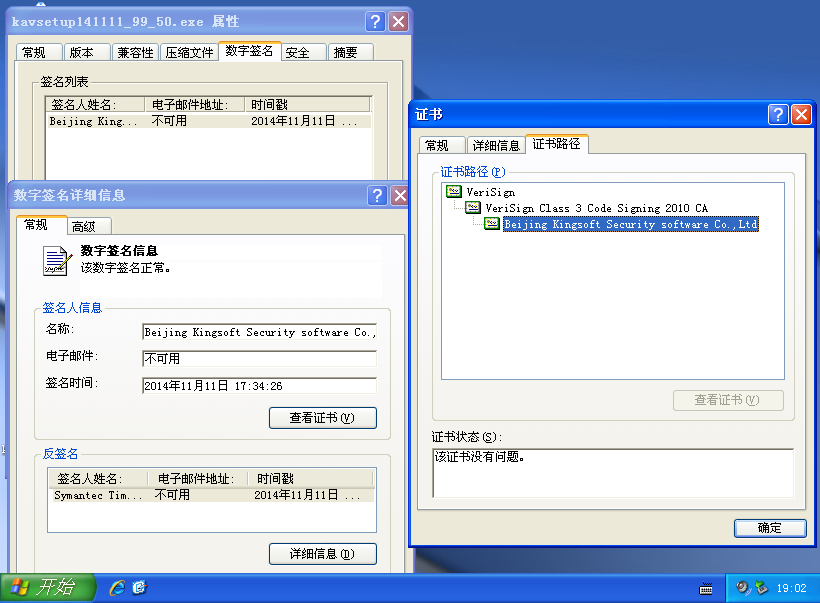 kavsetup141111_99_50.exe 属性
常规 版本 兼容性 压缩文件 数字签名 安全 摘要
签名列表
签名人姓名: 电子邮件地址: 时间戳
Beijing King... 不可用 2014年11月11日 ...
数字签名详细信息
常规 高级
数字签名信息
该数字签名正常。
签名人信息
名称: Beijing Kingsoft Security software Co.,
电子邮件: 不可用
签名时间: 2014年11月11日 17:34:26
查看证书(V)
反签名
签名人姓名: 电子邮件地址: 时间戳
Symantec Tim... 不可用 2014年11月11日 ...
详细信息(D)
证书
常规 详细信息 证书路径
证书路径(P)
VeriSign
VeriSign Class 3 Code Signing 2010 CA
Beijing Kingsoft Security software Co.,Ltd
查看证书(V)
证书状态(S):
该证书没有问题。
确定
开始
19:02